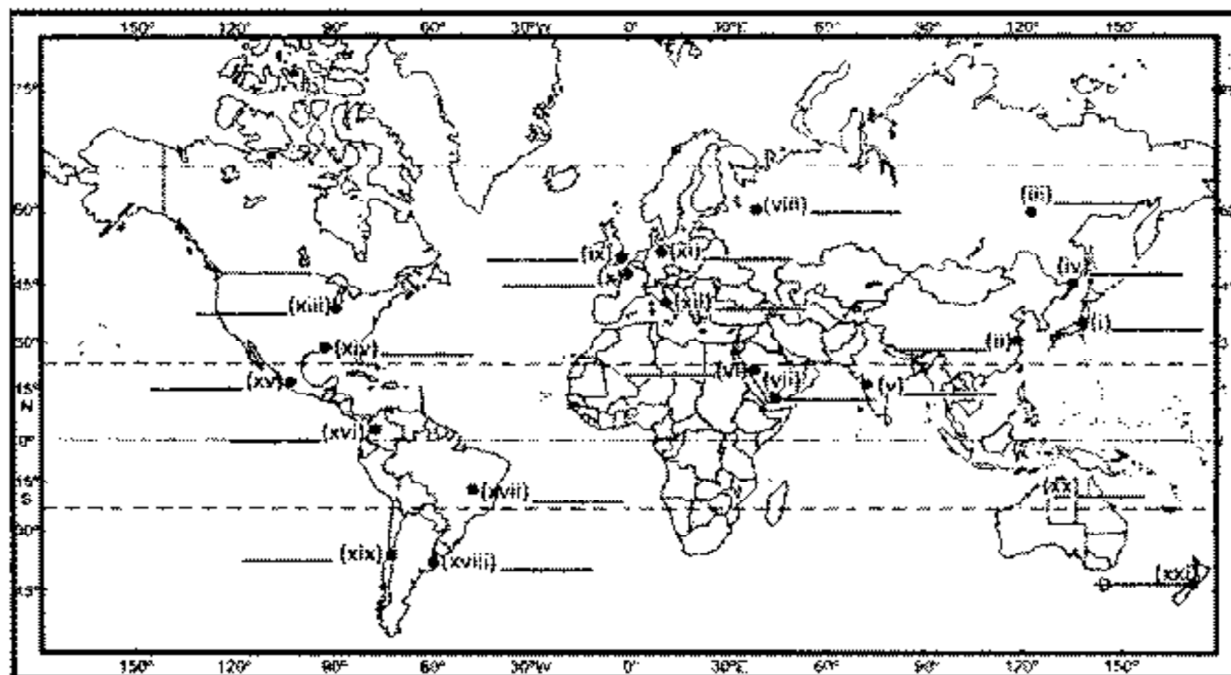 150° 120° 90° 60° 30°W 0° 30°E 60° 90° 120° 150°
75°
60°
(iii)
(viii)
(ix)
(xi)
(x)
(iv)
45°
(xii)
(xiii)
(i)
30°
(xiv)
(ii)
(vi)
(vii)
(v)
(xv)
15°
N
(xvi)
0°
15°
S
(xvii)
(xx)
30°
(xix)
(xviii)
(xxi)
45°
150° 120° 90° 60° 30°W 0° 30°E 60° 90° 120° 150°